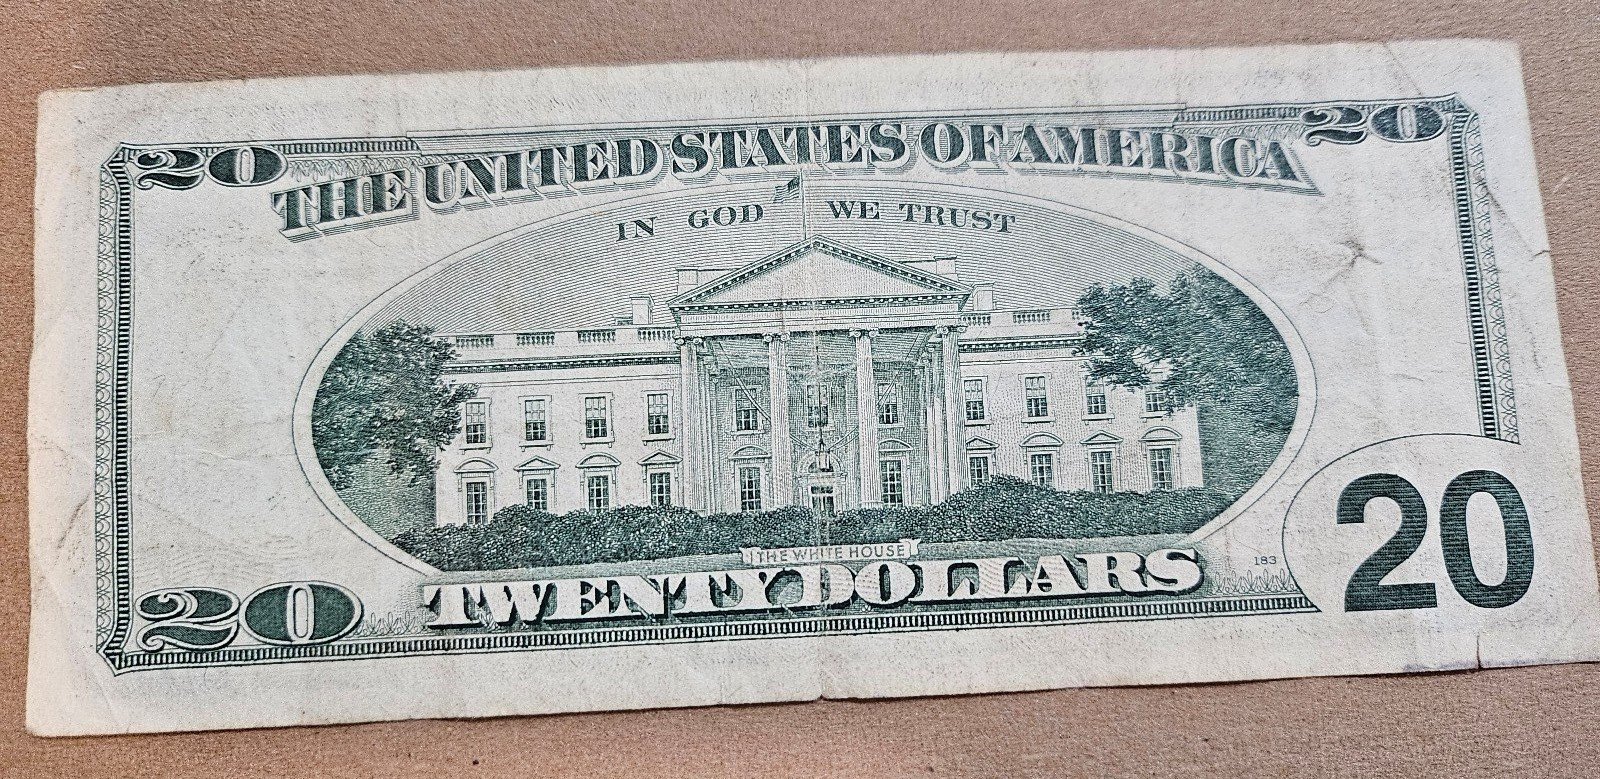 20 20
THE UNITED STATES OF AMERICA
IN GOD WE TRUST
THE WHITE HOUSE
183
TWENTY DOLLARS
20 20